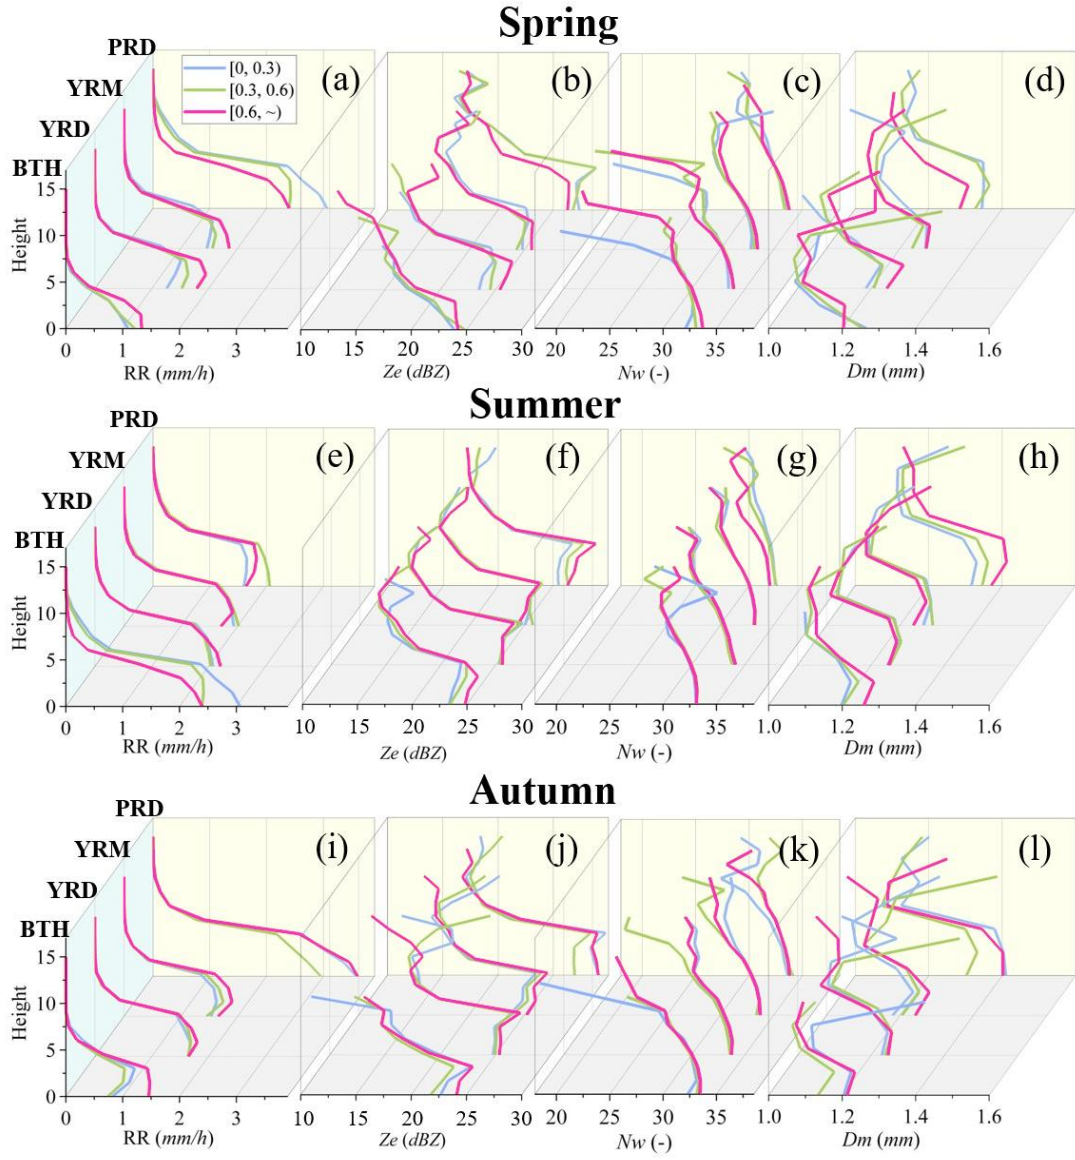 Spring
PRD
YRM
YRD
BTH
[0, 0.3)
[0.3, 0.6)
[0.6, ~)
(a)
(b)
(c)
(d)
Height
15
10
5
0
0 1 2 3
RR (mm/h)
10 15 20 25 30
Ze (dBZ)
20 25 30 35
Nw (-)
1.0 1.2 1.4 1.6
Dm (mm)
Summer
PRD
YRM
YRD
BTH
(e)
(f)
(g)
(h)
Height
15
10
5
0
0 1 2 3
RR (mm/h)
10 15 20 25 30
Ze (dBZ)
20 25 30 35
Nw (-)
1.0 1.2 1.4 1.6
Dm (mm)
Autumn
PRD
YRM
YRD
BTH
(i)
(j)
(k)
(l)
Height
15
10
5
0
0 1 2 3
RR (mm/h)
10 15 20 25 30
Ze (dBZ)
20 25 30 35
Nw (-)
1.0 1.2 1.4 1.6
Dm (mm)